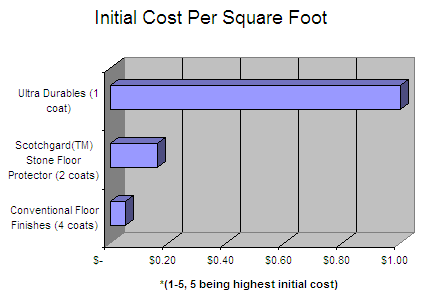 Initial Cost Per Square Foot
Ultra Durables (1
coat)
Scotchgard(TM)
Stone Floor
Protector (2 coats)
Conventional Floor
Finishes (4 coats)
$- $0.20 $0.40 $0.60 $0.80 $1.00
*(1-5, 5 being highest initial cost)